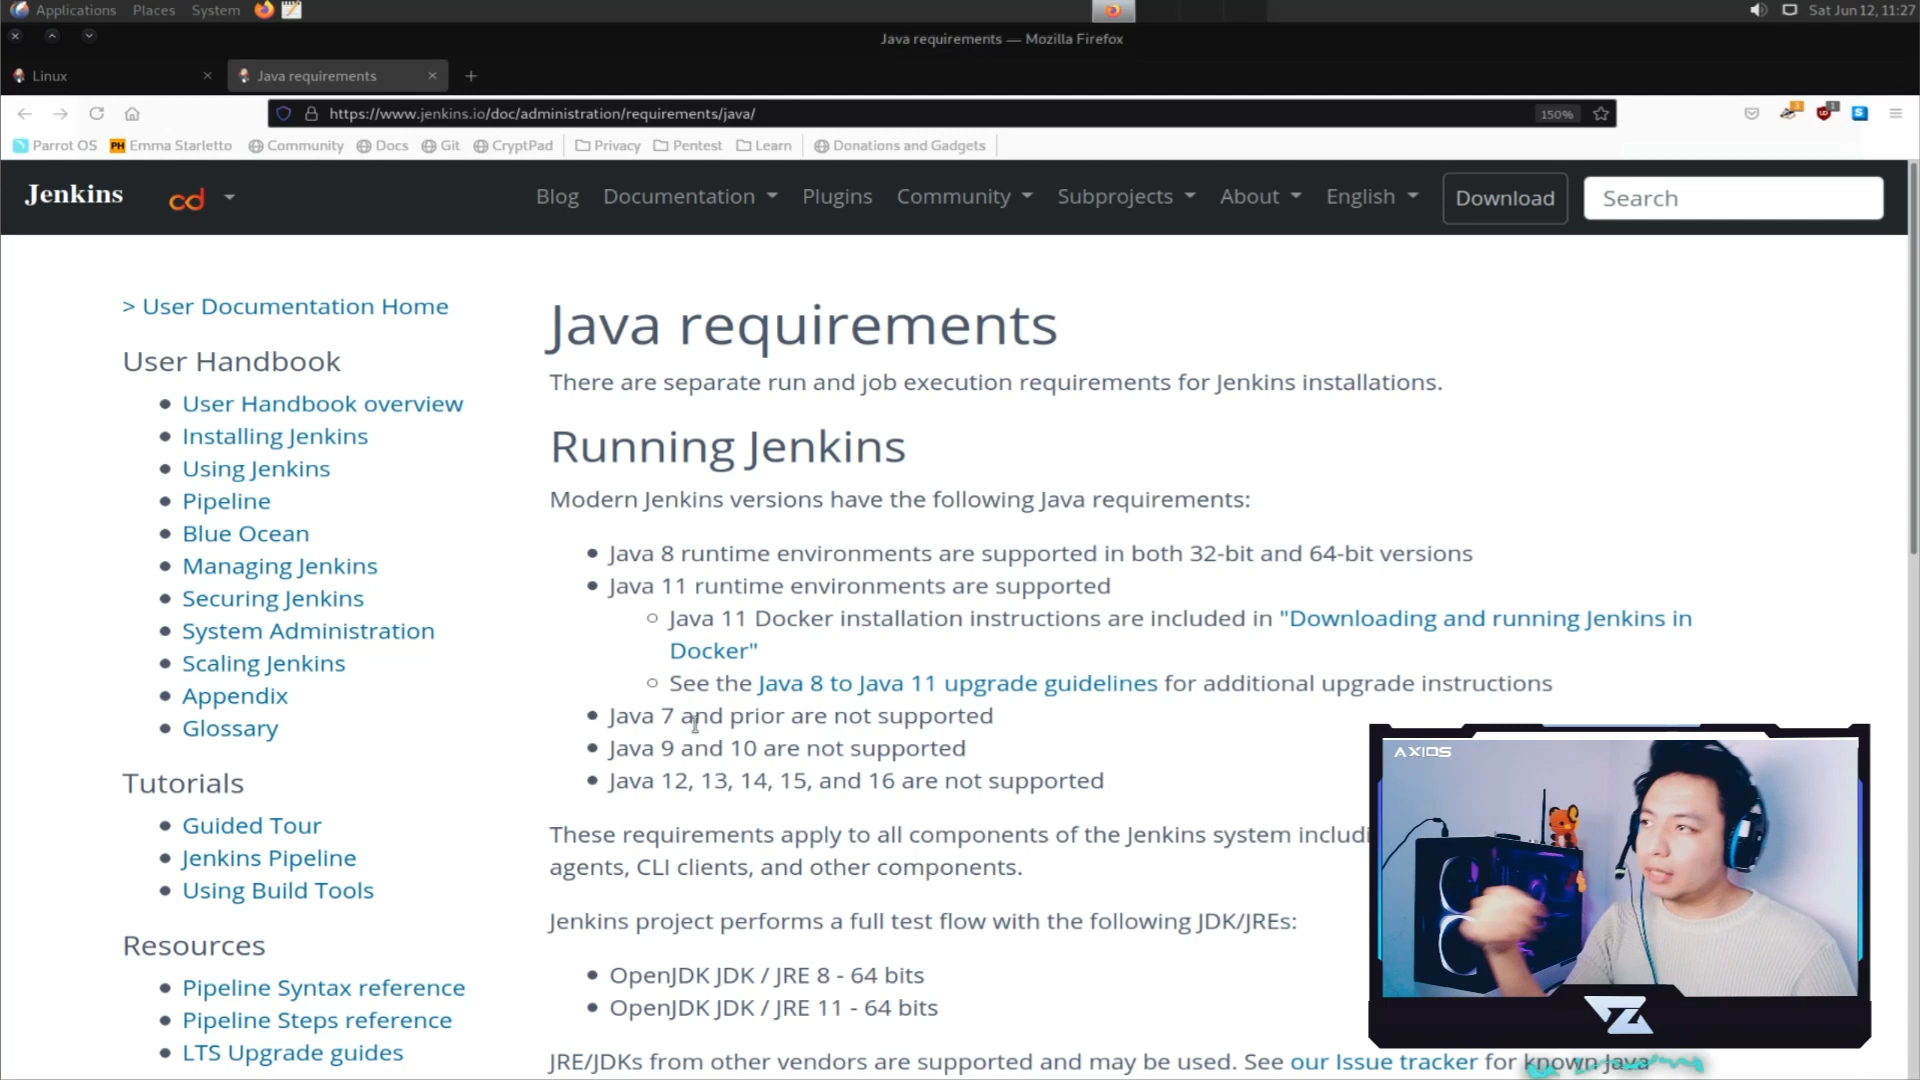 Applications Places System Sat Jun 12, 11:27
Java requirements — Mozilla Firefox
Linux Java requirements
https://www.jenkins.io/doc/administration/requirements/java/ 150%
Parrot OS PH Emma Starletto Community Docs Git CryptPad Privacy Pentest Learn Donations and Gadgets
Jenkins cd Blog Documentation Plugins Community Subprojects About English Download Search
> User Documentation Home
User Handbook
User Handbook overview
Installing Jenkins
Using Jenkins
Pipeline
Blue Ocean
Managing Jenkins
Securing Jenkins
System Administration
Scaling Jenkins
Appendix
Glossary
Tutorials
Guided Tour
Jenkins Pipeline
Using Build Tools
Resources
Pipeline Syntax reference
Pipeline Steps reference
LTS Upgrade guides
Java requirements
There are separate run and job execution requirements for Jenkins installations.
Running Jenkins
Modern Jenkins versions have the following Java requirements:
Java 8 runtime environments are supported in both 32-bit and 64-bit versions
Java 11 runtime environments are supported
Java 11 Docker installation instructions are included in "Downloading and running Jenkins in
Docker"
See the Java 8 to Java 11 upgrade guidelines for additional upgrade instructions
Java 7 and prior are not supported
Java 9 and 10 are not supported
Java 12, 13, 14, 15, and 16 are not supported
These requirements apply to all components of the Jenkins system includi
agents, CLI clients, and other components.
Jenkins project performs a full test flow with the following JDK/JREs:
OpenJDK JDK / JRE 8 - 64 bits
OpenJDK JDK / JRE 11 - 64 bits
JRE/JDKs from other vendors are supported and may be used. See our Issue tracker for known Java
AXIOS